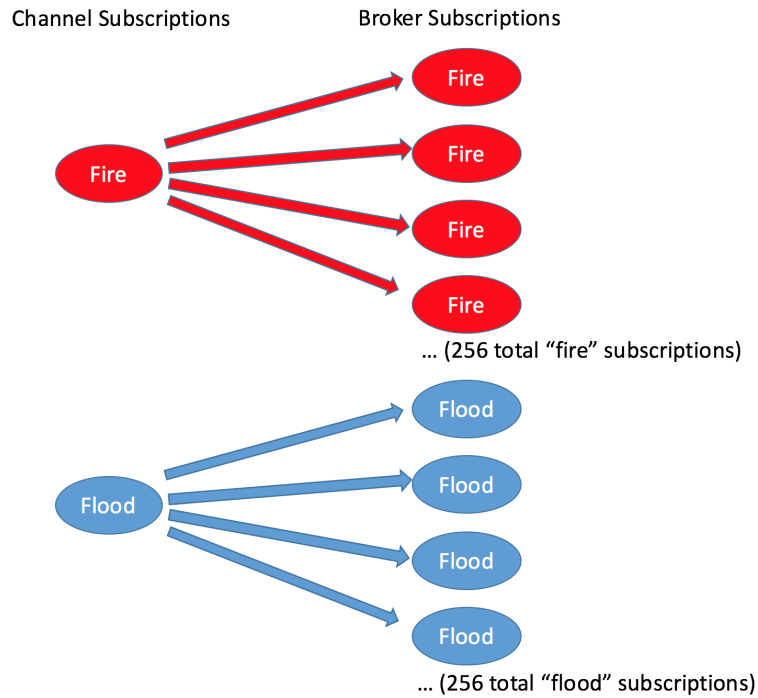 Channel Subscriptions
Broker Subscriptions
Fire
Fire
Fire
Fire
Fire
... (256 total “fire” subscriptions)
Flood
Flood
Flood
Flood
Flood
... (256 total “flood” subscriptions)